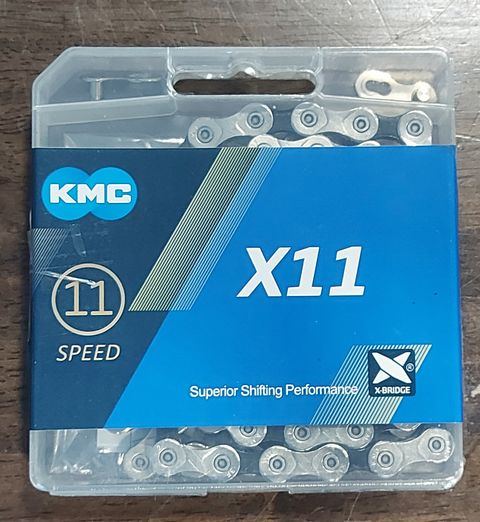 KMC
11
SPEED
X11
Superior Shifting Performance
X-BRIDGE
®